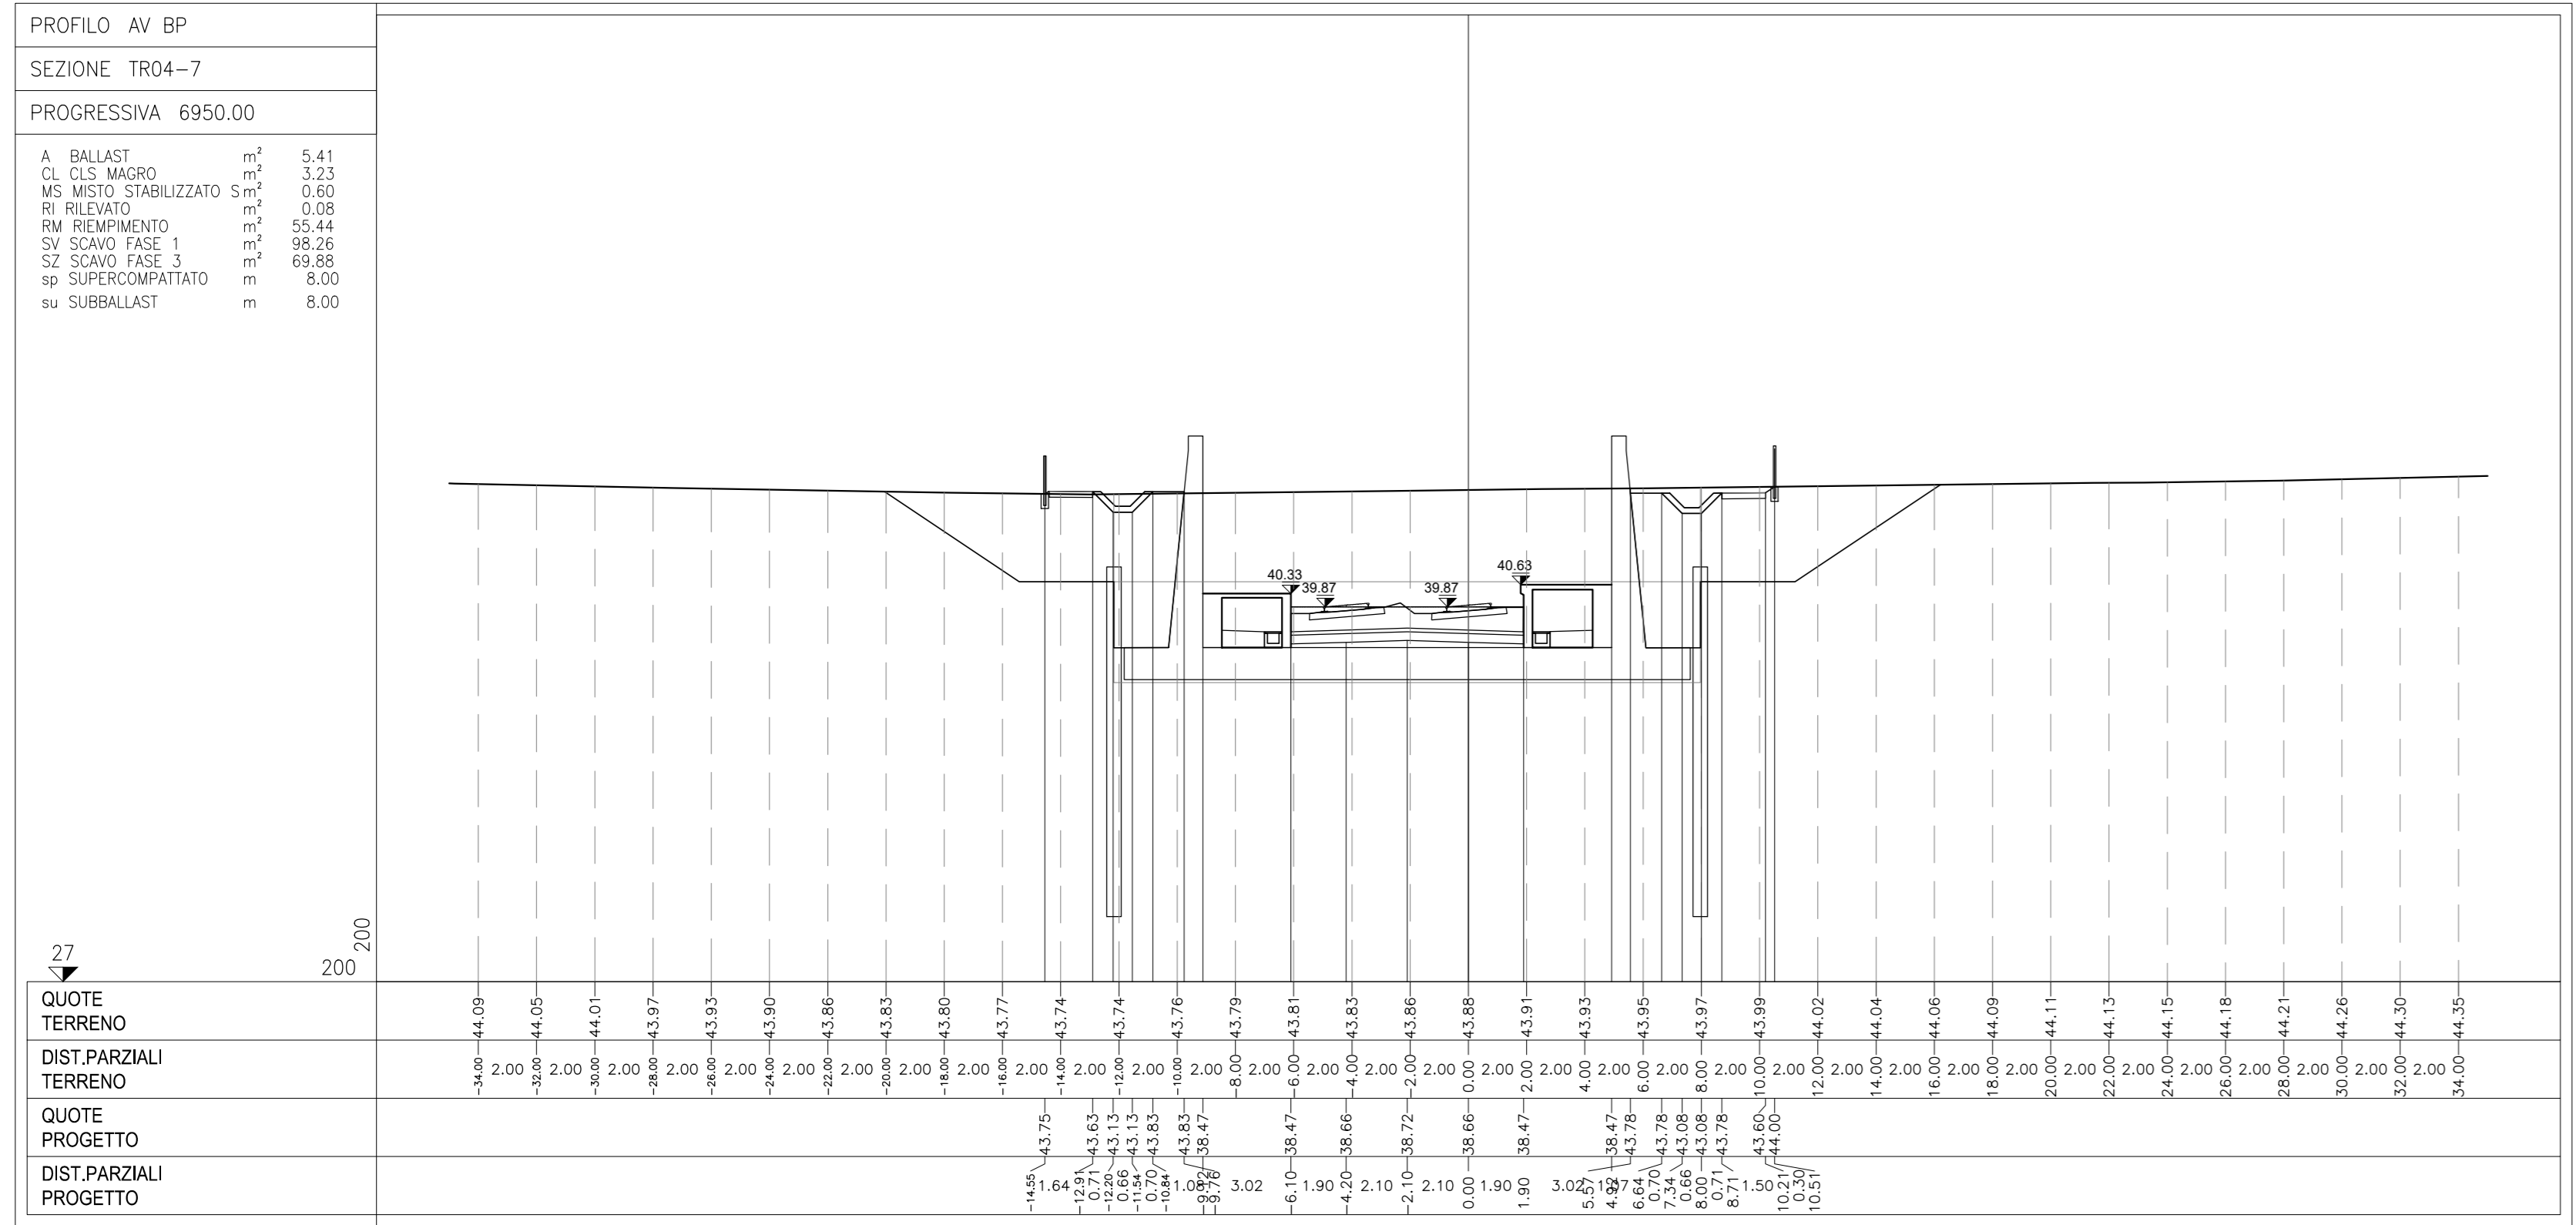 PROFILO AV BP
SEZIONE TR04-7
PROGRESSIVA 6950.00
A BALLAST m² 5.41
CL CLS MAGRO m² 3.23
MS MISTO STABILIZZATO S m² 0.60
RI RILEVATO m² 0.08
RM RIEMPIMENTO m² 55.44
SV SCAVO FASE 1 m² 98.26
SZ SCAVO FASE 3 m² 69.88
sp SUPERCOMPATTATO m 8.00
su SUBBALLAST m 8.00
40.33
39.87
39.87
40.63
27
200
200
QUOTE
TERRENO
44.09 44.05 44.01 43.97 43.93 43.90 43.86 43.83 43.80 43.77 43.74 43.74 43.76 43.79 43.81 43.83 43.86 43.88 43.91 43.93 43.95 43.97 43.99 44.02 44.04 44.06 44.09 44.11 44.13 44.15 44.18 44.21 44.26 44.30 44.35
DIST.PARZIALI
TERRENO
-34.00 2.00 -32.00 2.00 -30.00 2.00 -28.00 2.00 -26.00 2.00 -24.00 2.00 -22.00 2.00 -20.00 2.00 -18.00 2.00 -16.00 2.00 -14.00 2.00 -12.00 2.00 -10.00 2.00 -8.00 2.00 -6.00 2.00 -4.00 2.00 -2.00 2.00 0.00 2.00 2.00 2.00 4.00 2.00 6.00 2.00 8.00 2.00 10.00 2.00 12.00 2.00 14.00 2.00 16.00 2.00 18.00 2.00 20.00 2.00 22.00 2.00 24.00 2.00 26.00 2.00 28.00 2.00 30.00 2.00 32.00 2.00 34.00
QUOTE
PROGETTO
43.75 43.63 43.13 43.13 43.83 43.83 38.47 38.47 38.66 38.72 38.66 38.47 38.47 43.78 43.78 43.08 43.08 43.78 43.60 44.00
DIST.PARZIALI
PROGETTO
-14.55 1.64 -12.91 0.71 -12.20 0.66 -11.54 0.70 -10.84 9.76 3.02 -6.10 1.90 -4.20 2.10 -2.10 2.10 0.00 1.90 1.90 3.02 5.57 4.92 6.64 0.70 7.34 0.66 8.00 0.71 8.71 1.50 10.21 0.30 10.51